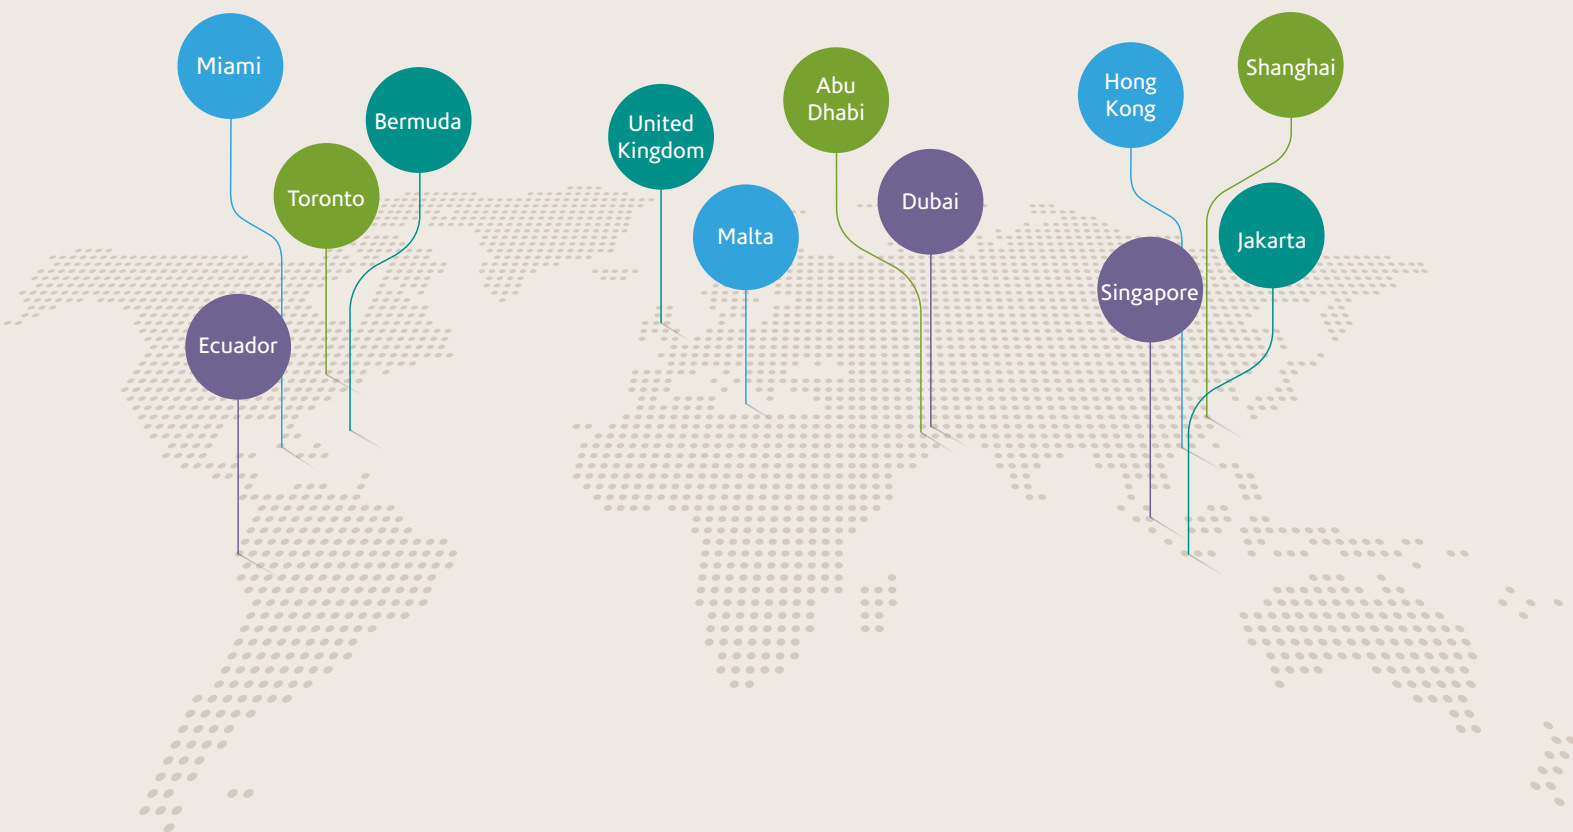 Miami
Bermuda
Toronto
Ecuador
United
Kingdom
Malta
Abu
Dhabi
Dubai
Hong
Kong
Shanghai
Singapore
Jakarta